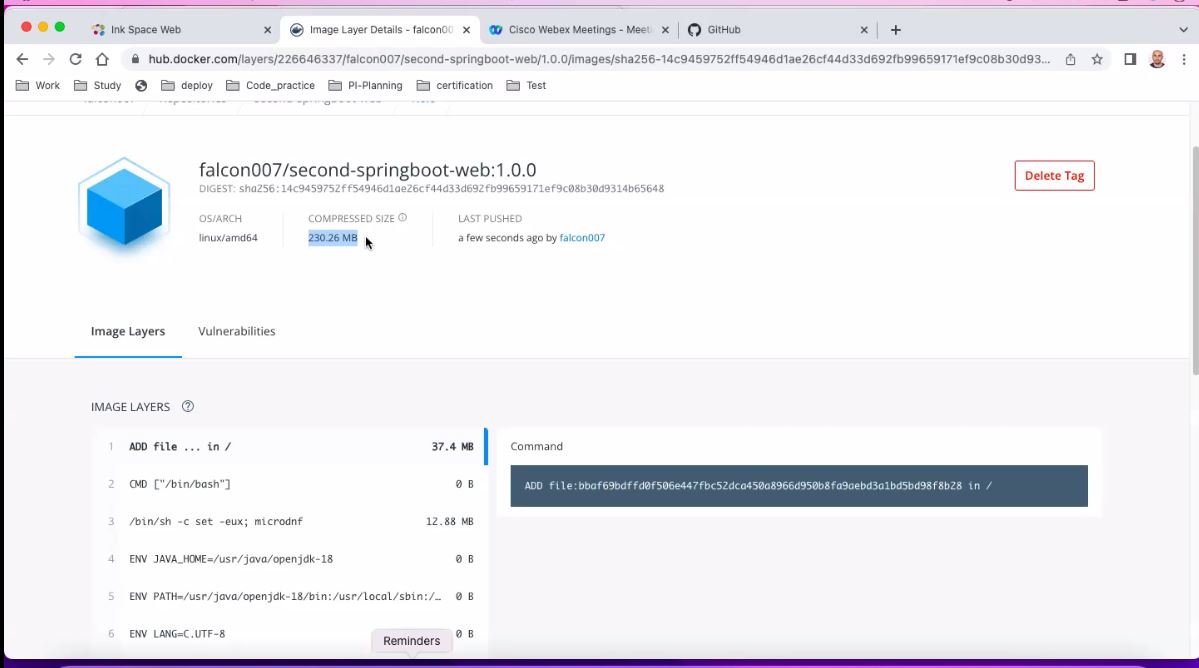 Ink Space Web
Image Layer Details - falcon00
Cisco Webex Meetings - Meeti
GitHub
hub.docker.com/layers/226646337/falcon007/second-springboot-web/1.0.0/images/sha256-14c9459752ff54946d1ae26cf44d33d692fb99659171ef9c08b30d93...
Work Study deploy Code_practice PI-Planning certification Test
falcon007/second-springboot-web:1.0.0
DIGEST: sha256:14c9459752ff54946d1ae26cf44d33d692fb99659171ef9c08b30d9314b65648
Delete Tag
OS/ARCH COMPRESSED SIZE LAST PUSHED
linux/amd64 230.26 MB a few seconds ago by falcon007
Image Layers Vulnerabilities
IMAGE LAYERS
1 ADD file ... in / 37.4 MB
Command
2 CMD ["/bin/bash"] 0 B
ADD file:bbaf69bdffd0f506e447fbc52dca450a8966d950b8fa9aebd3a1bd5bd98f8b28 in /
3 /bin/sh -c set -eux; microdnf 12.88 MB
4 ENV JAVA_HOME=/usr/java/openjdk-18 0 B
5 ENV PATH=/usr/java/openjdk-18/bin:/usr/local/sbin:/… 0 B
6 ENV LANG=C.UTF-8 0 B
Reminders